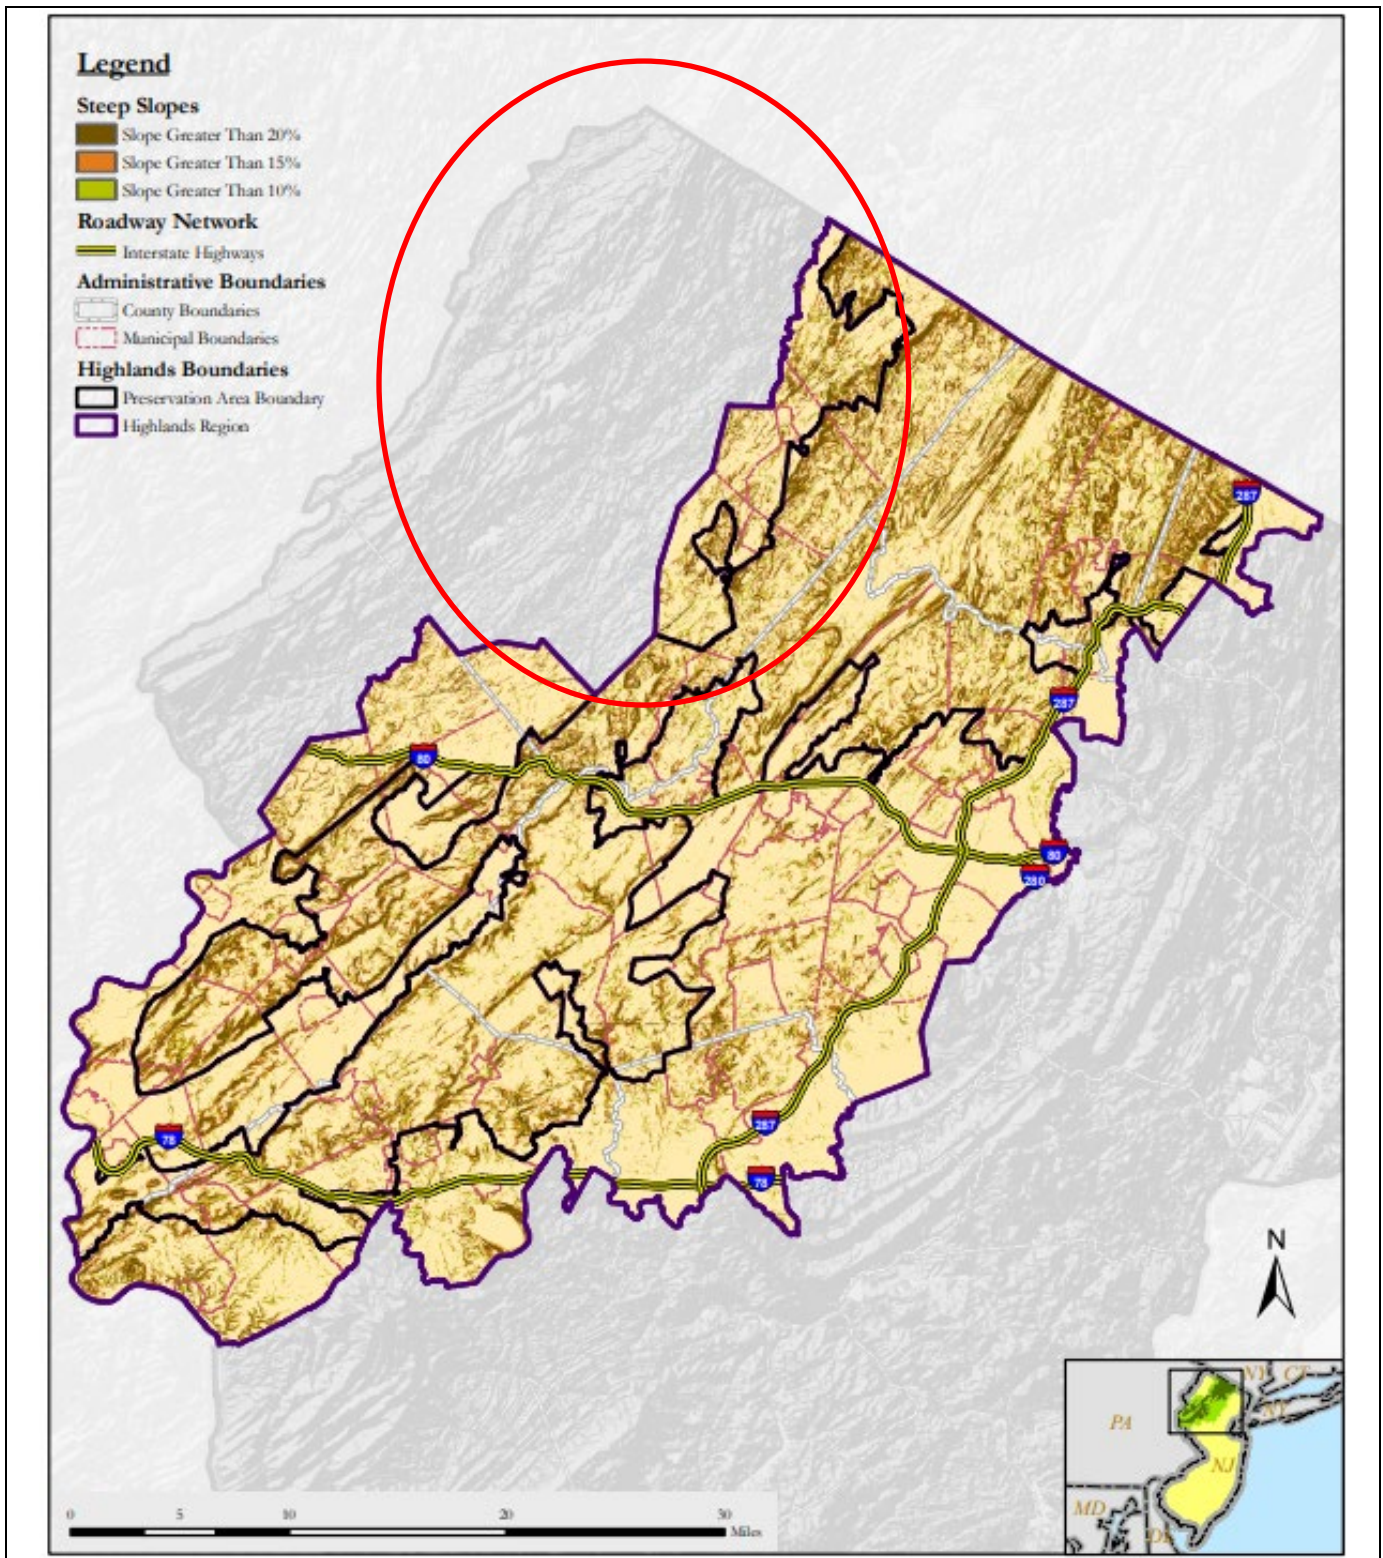 Legend
Steep Slopes
Slope Greater Than 20%
Slope Greater Than 15%
Slope Greater Than 10%
Roadway Network
Interstate Highways
Administrative Boundaries
County Boundaries
Municipal Boundaries
Highlands Boundaries
Preservation Area Boundary
Highlands Region
287
287
80
80
280
78
287
78
N
NY CT
NY
PA
NJ
MD
DE
0 5 10 20 30
Miles